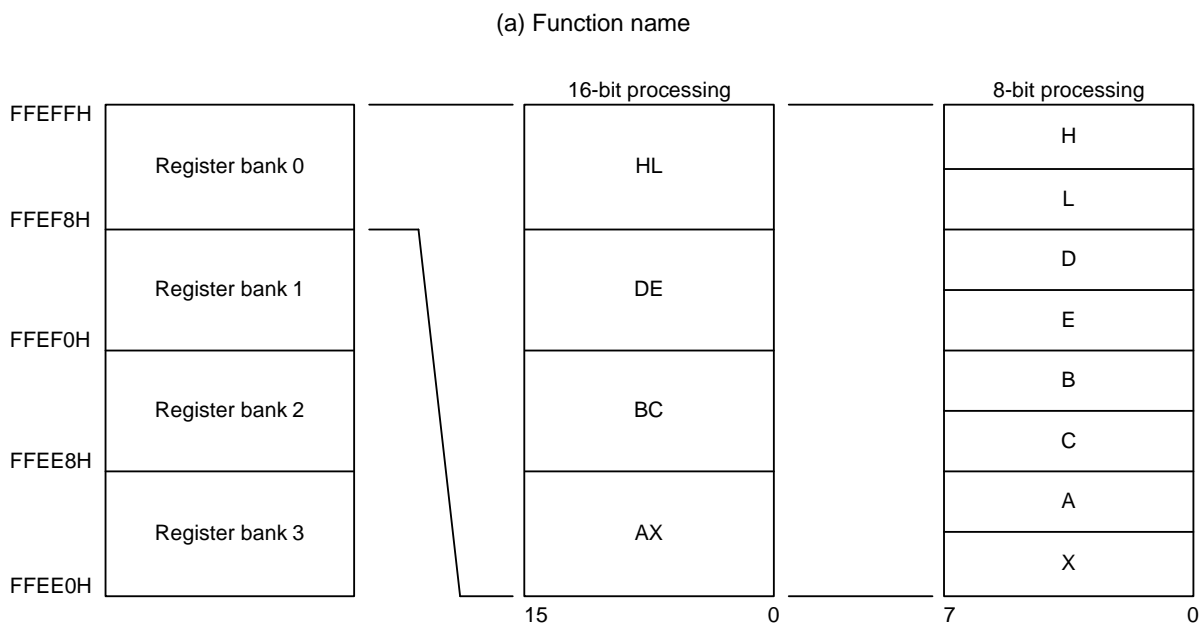 (a) Function name
16-bit processing
8-bit processing
FFEFFH
Register bank 0
HL
H
L
FFEF8H
Register bank 1
DE
D
E
FFEF0H
Register bank 2
BC
B
C
FFEE8H
Register bank 3
AX
A
X
FFEE0H
15 0 7 0